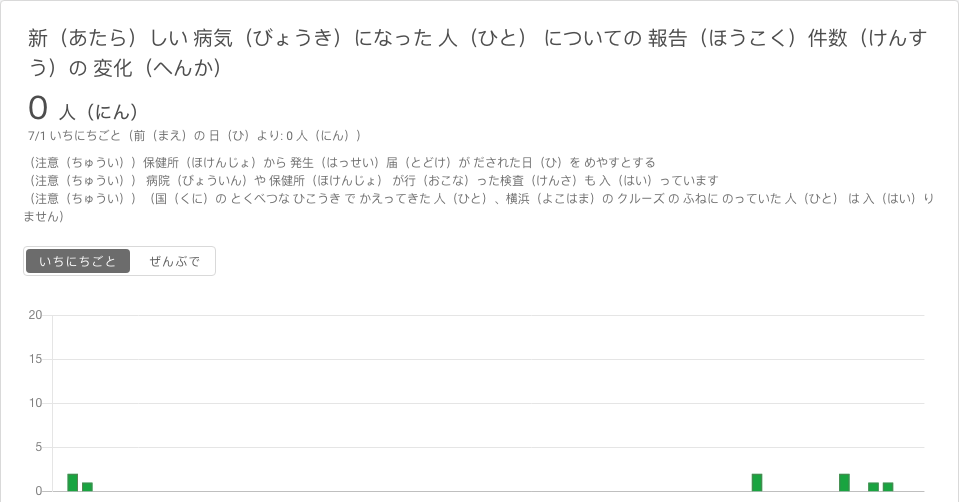 新（あたら）しい 病気（びょうき）になった 人（ひと） についての 報告（ほうこく）件数（けんす
う）の 変化（へんか）
0 人（にん）
7/1 いちにちごと（前（まえ）の 日（ひ）より: 0 人（にん））
（注意（ちゅうい））保健所（ほけんじょ）から 発生（はっせい）届（とどけ）が だされた日（ひ）を めやすとする
（注意（ちゅうい）） 病院（びょういん）や 保健所（ほけんじょ） が行（おこな）った検査（けんさ）も 入（はい）っています
（注意（ちゅうい）） （国（くに）の とくべつな ひこうき で かえってきた 人（ひと）、横浜（よこはま）の クルーズ の ふねに のっていた 人（ひと） は 入（はい）り
ません）
いちにちごと ぜんぶで
20
15
10
5
0